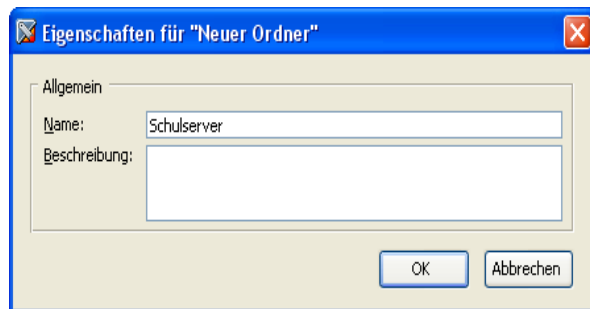 Eigenschaften für "Neuer Ordner"
Allgemein
Name: Schulserver
Beschreibung:
OK Abbrechen